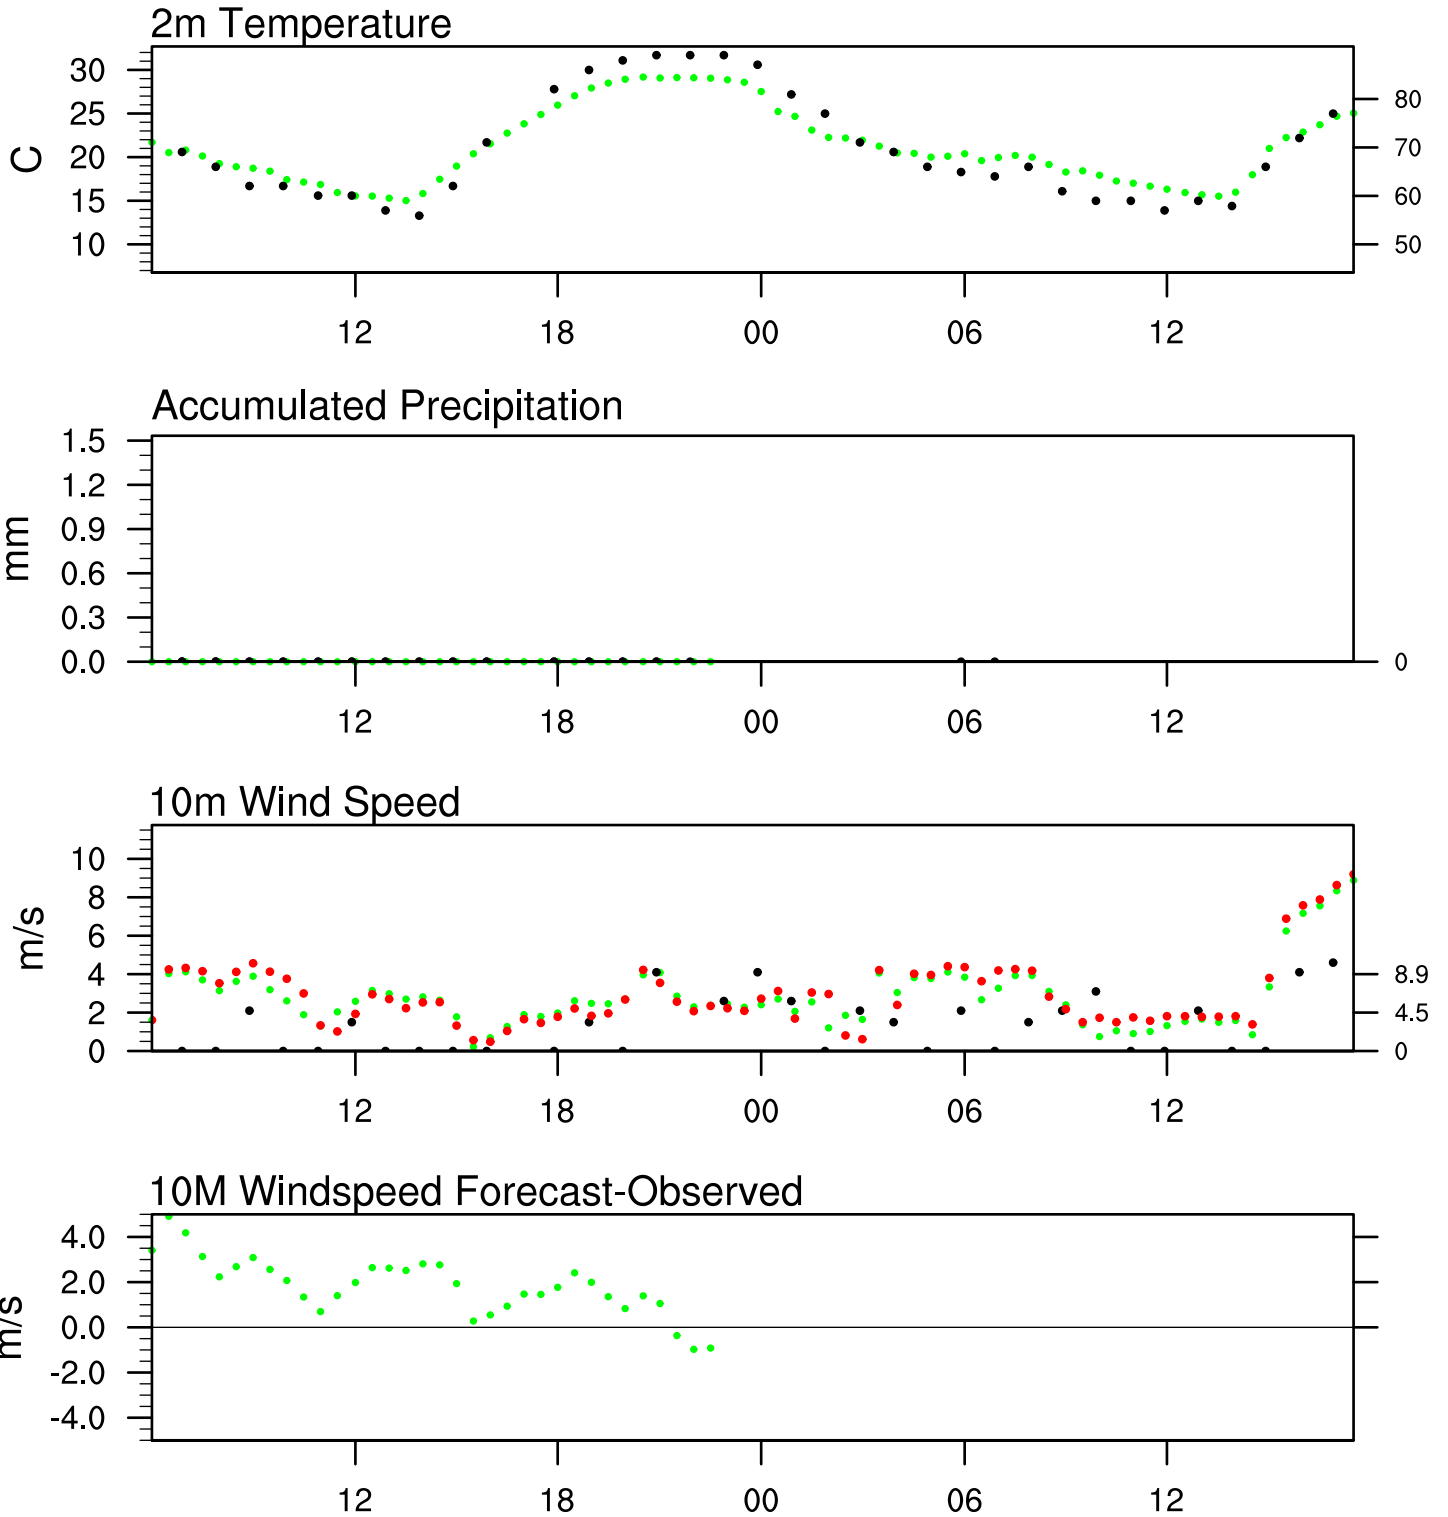 2m Temperature
C
30
25
20
15
10
80
70
60
50
12 18 00 06 12
Accumulated Precipitation
mm
1.5
1.2
0.9
0.6
0.3
0.0
0
12 18 00 06 12
10m Wind Speed
m/s
10
8
6
4
2
0
8.9
4.5
0
12 18 00 06 12
10M Windspeed Forecast-Observed
m/s
4.0
2.0
0.0
-2.0
-4.0
12 18 00 06 12